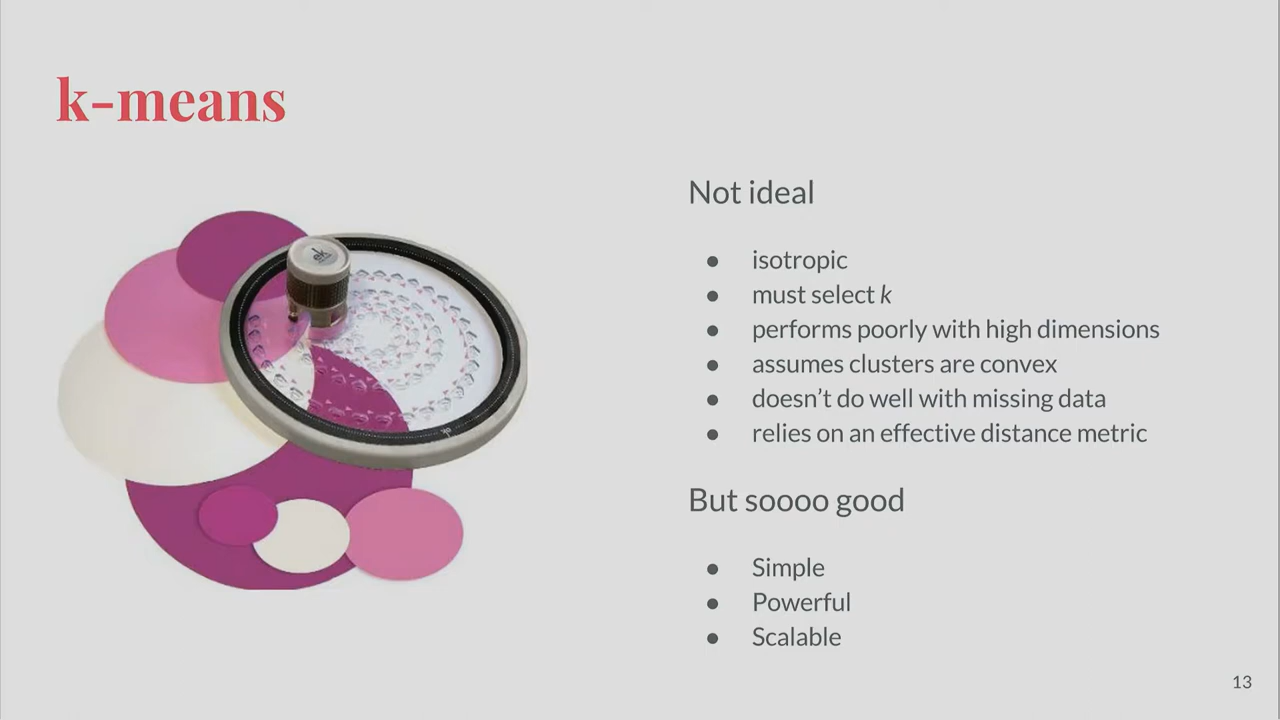 k-means
Not ideal
● isotropic
● must select k
● performs poorly with high dimensions
● assumes clusters are convex
● doesn’t do well with missing data
● relies on an effective distance metric
But soooo good
● Simple
● Powerful
● Scalable
13